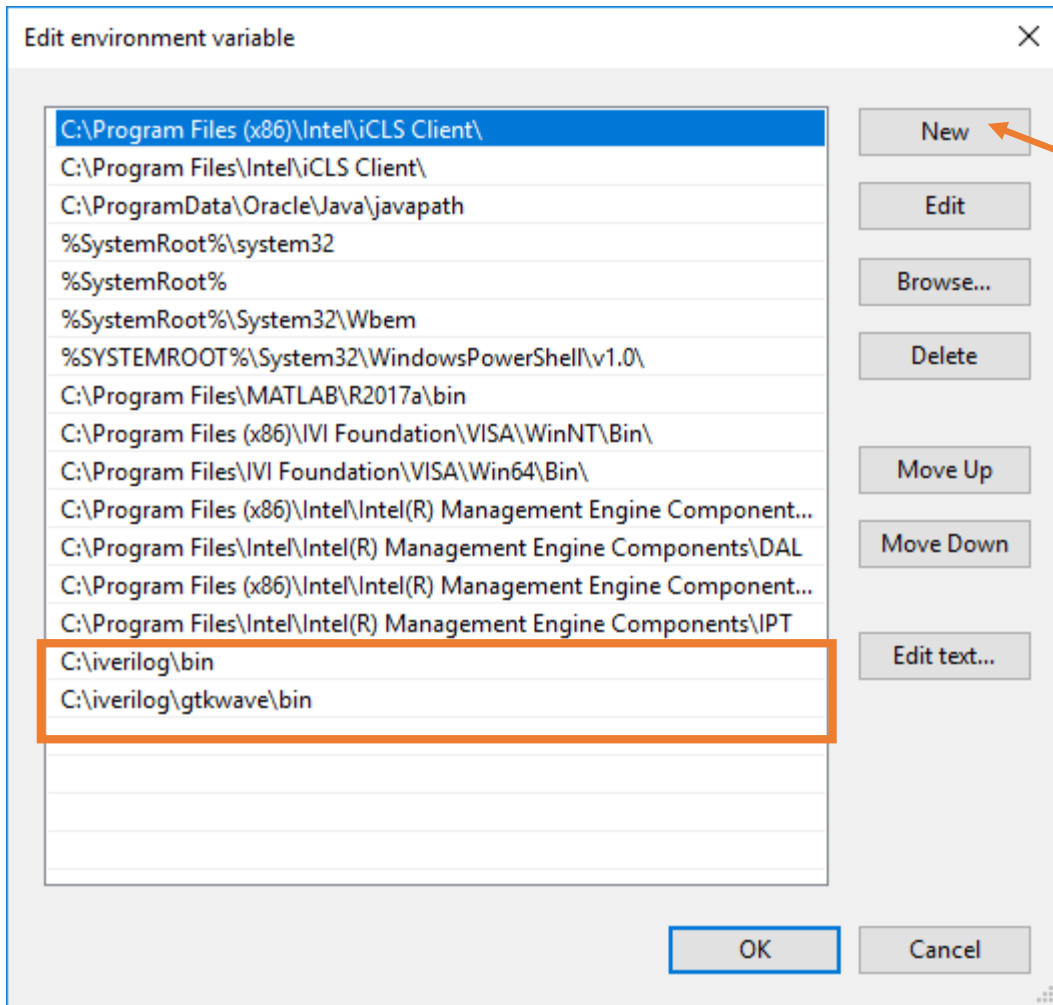 Edit environment variable
C:\Program Files (x86)\Intel\iCLS Client\
New
C:\Program Files\Intel\iCLS Client\
C:\ProgramData\Oracle\Java\javapath
Edit
%SystemRoot%\system32
%SystemRoot%
Browse...
%SystemRoot%\System32\Wbem
%SYSTEMROOT%\System32\WindowsPowerShell\v1.0\
Delete
C:\Program Files\MATLAB\R2017a\bin
C:\Program Files (x86)\IVI Foundation\VISA\WinNT\Bin\
C:\Program Files\IVI Foundation\VISA\Win64\Bin\
Move Up
C:\Program Files (x86)\Intel\Intel(R) Management Engine Component...
C:\Program Files\Intel\Intel(R) Management Engine Components\DAL
Move Down
C:\Program Files (x86)\Intel\Intel(R) Management Engine Component...
C:\Program Files\Intel\Intel(R) Management Engine Components\IPT
C:\iverilog\bin
Edit text...
C:\iverilog\gtkwave\bin
OK
Cancel